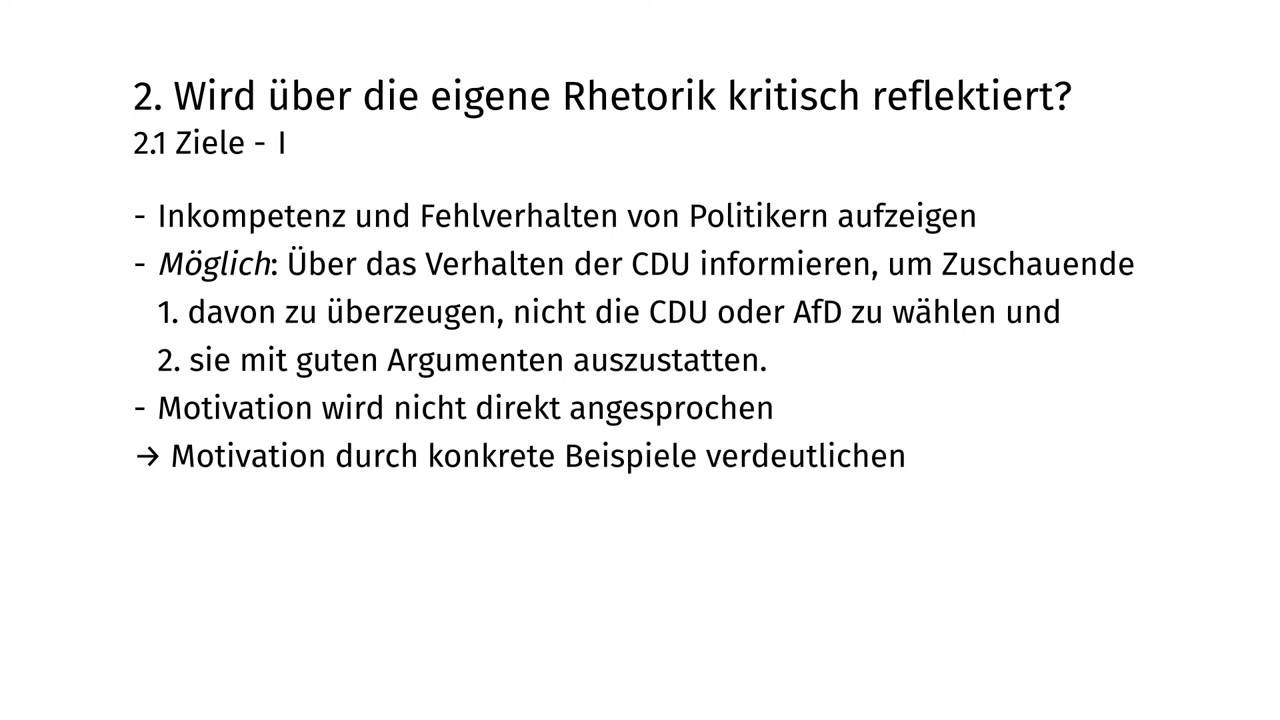 2. Wird über die eigene Rhetorik kritisch reflektiert?
2.1 Ziele - I
- Inkompetenz und Fehlverhalten von Politikern aufzeigen
- Möglich: Über das Verhalten der CDU informieren, um Zuschauende
1. davon zu überzeugen, nicht die CDU oder AfD zu wählen und
2. sie mit guten Argumenten auszustatten.
- Motivation wird nicht direkt angesprochen
→ Motivation durch konkrete Beispiele verdeutlichen